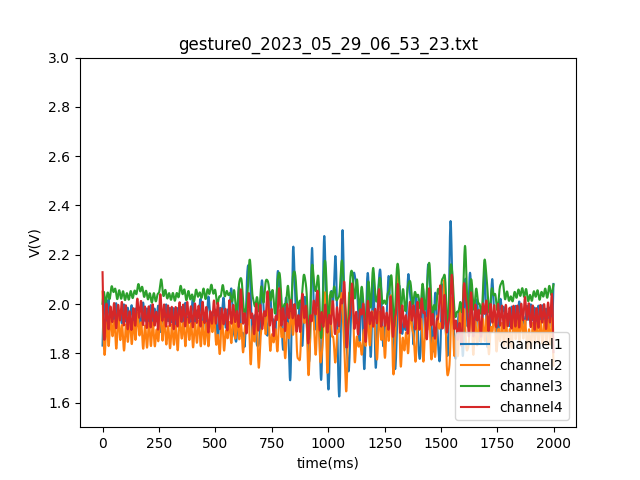 gesture0_2023_05_29_06_53_23.txt
3.0
2.8
2.6
2.4
2.2
2.0
1.8
1.6
V(V)
channel1
channel2
channel3
channel4
0 250 500 750 1000 1250 1500 1750 2000
time(ms)